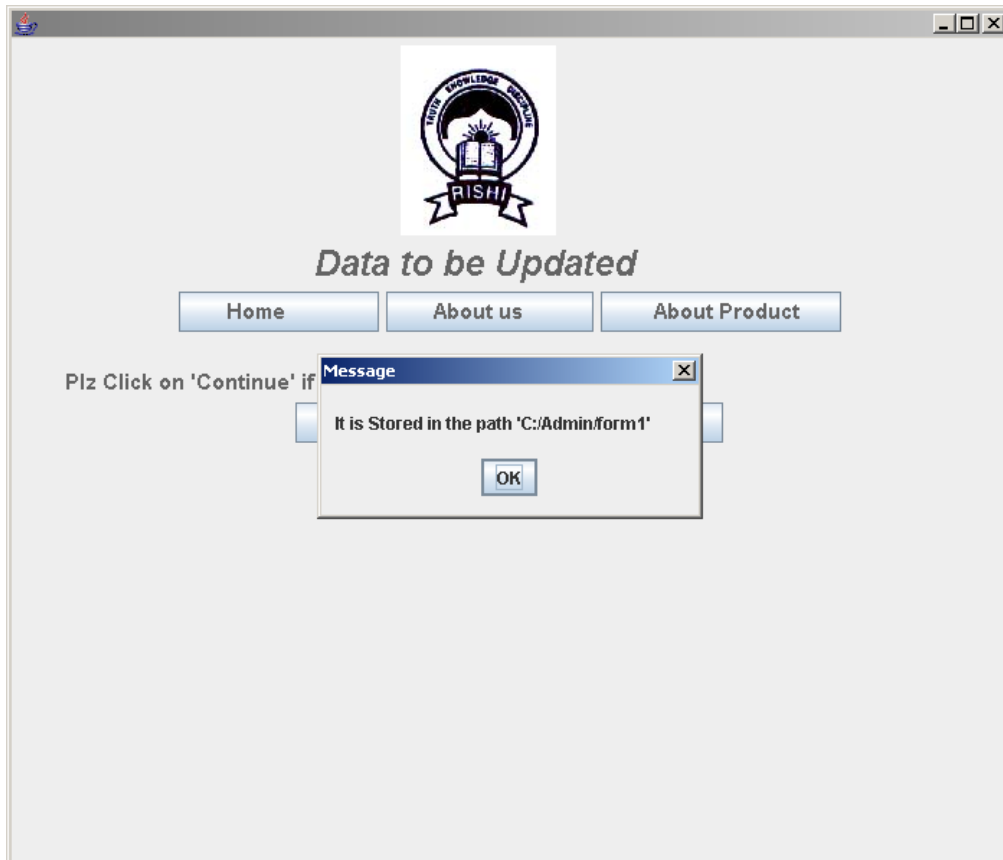 TRUTH KNOWLEDGE DISCIPLINE
RISHI
Data to be Updated
Home About us About Product
Plz Click on 'Continue' if
Message
It is Stored in the path 'C:/Admin/form1'
OK